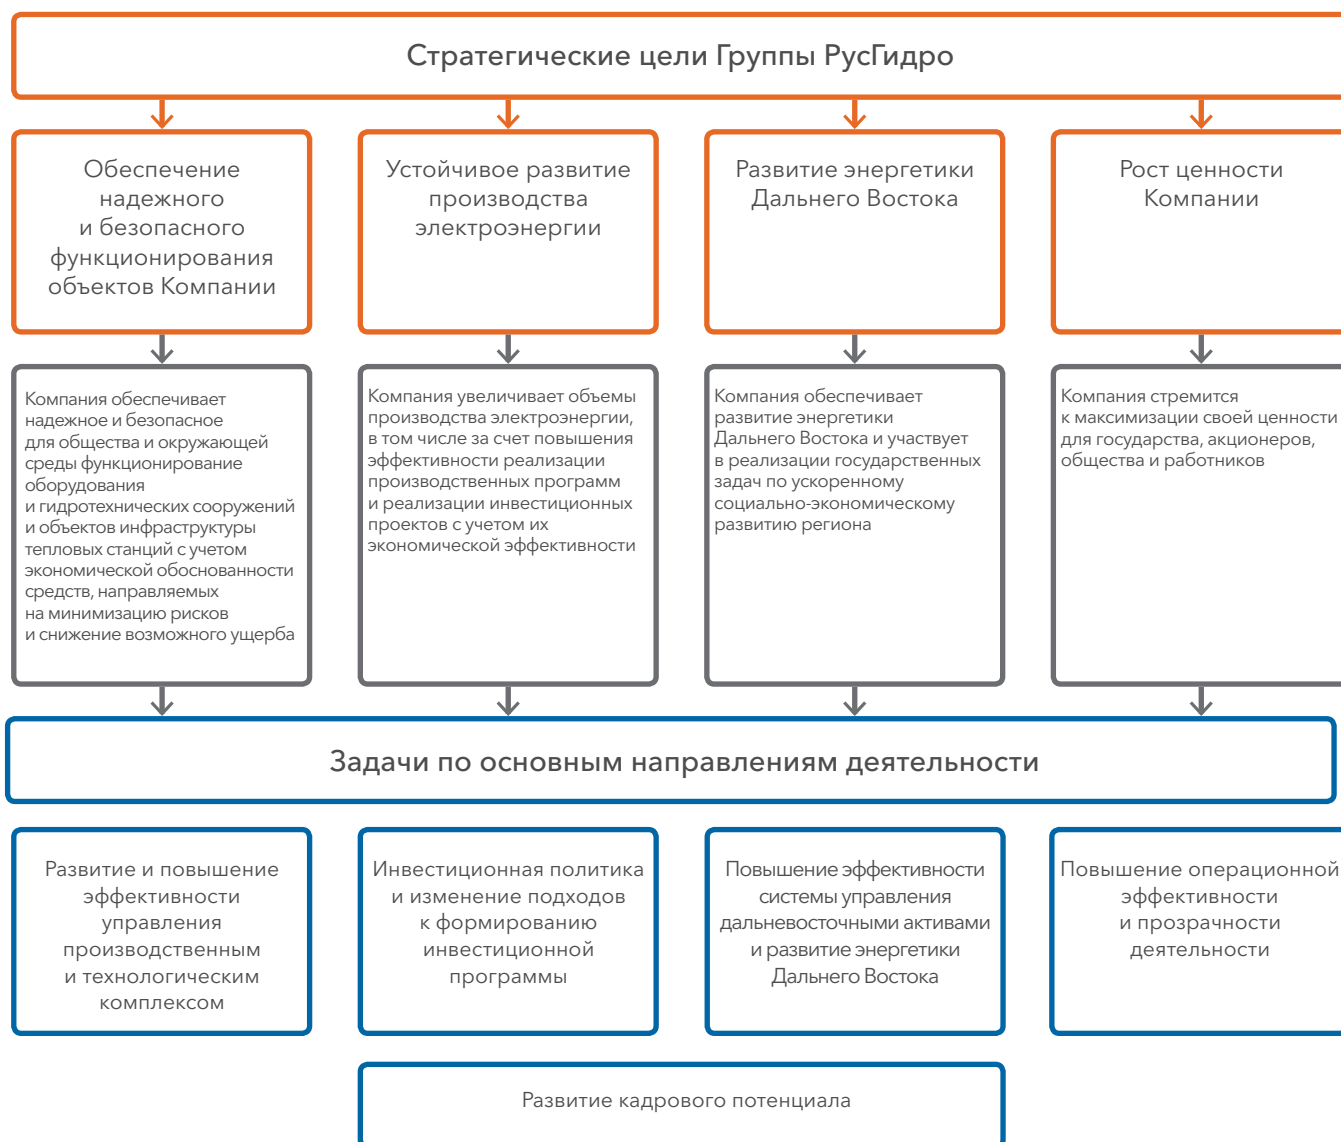 Стратегические цели Группы РусГидро
Обеспечение
надежного
и безопасного
функционирования
объектов Компании
Устойчивое развитие
производства
электроэнергии
Развитие энергетики
Дальнего Востока
Рост ценности
Компании
Компания обеспечивает
надежное и безопасное
для общества и окружающей
среды функционирование
оборудования
и гидротехнических сооружений
и объектов инфраструктуры
тепловых станций с учетом
экономической обоснованности
средств, направляемых
на минимизацию рисков
и снижение возможного ущерба
Компания увеличивает объемы
производства электроэнергии,
в том числе за счет повышения
эффективности реализации
производственных программ
и реализации инвестиционных
проектов с учетом их
экономической эффективности
Компания обеспечивает
развитие энергетики
Дальнего Востока и участвует
в реализации государственных
задач по ускоренному
социально-экономическому
развитию региона
Компания стремится
к максимизации своей ценности
для государства, акционеров,
общества и работников
Задачи по основным направлениям деятельности
Развитие и повышение
эффективности
управления
производственным
и технологическим
комплексом
Инвестиционная политика
и изменение подходов
к формированию
инвестиционной
программы
Повышение эффективности
системы управления
дальневосточными активами
и развитие энергетики
Дальнего Востока
Повышение операционной
эффективности
и прозрачности
деятельности
Развитие кадрового потенциала